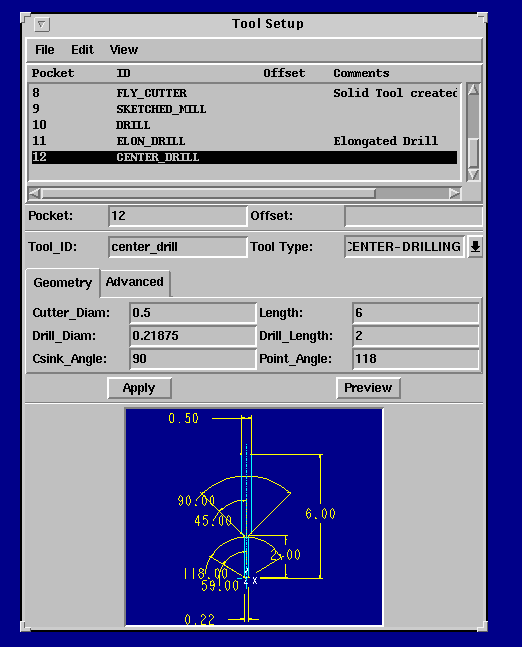 Tool Setup
File Edit View
Pocket ID Offset Comments
8 FLY_CUTTER Solid Tool created
9 SKETCHED_MILL
10 DRILL
11 ELON_DRILL Elongated Drill
12 CENTER_DRILL
Pocket: 12 Offset:
Tool_ID: center_drill Tool Type: CENTER-DRILLING
Geometry Advanced
Cutter_Diam: 0.5 Length: 6
Drill_Diam: 0.21875 Drill_Length: 2
Csink_Angle: 90 Point_Angle: 118
Apply Preview
0.50
90.00
45.00 6.00
2.00
118.00
59.00 Z X
0.22